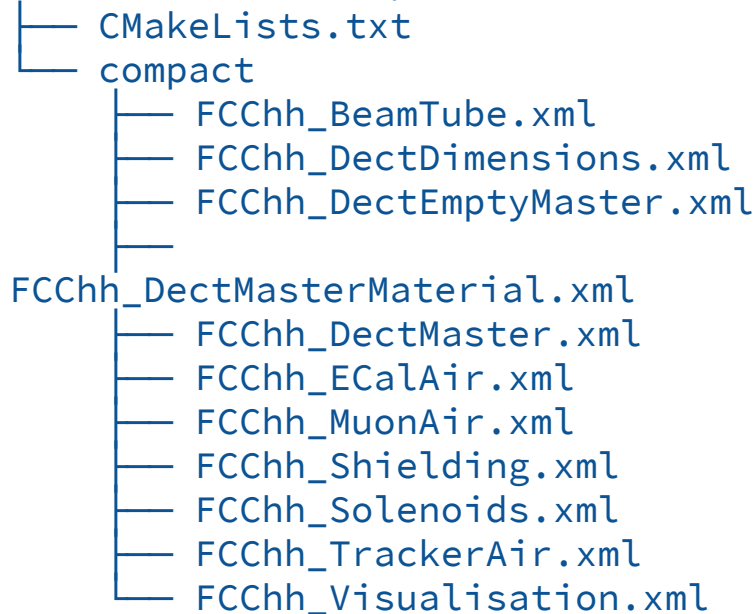 ├── CMakeLists.txt
└── compact
    ├── FCChh_BeamTube.xml
    ├── FCChh_DectDimensions.xml
    ├── FCChh_DectEmptyMaster.xml
    ├──
FCChh_DectMasterMaterial.xml
    ├── FCChh_DectMaster.xml
    ├── FCChh_ECalAir.xml
    ├── FCChh_MuonAir.xml
    ├── FCChh_Shielding.xml
    ├── FCChh_Solenoids.xml
    ├── FCChh_TrackerAir.xml
    └── FCChh_Visualisation.xml